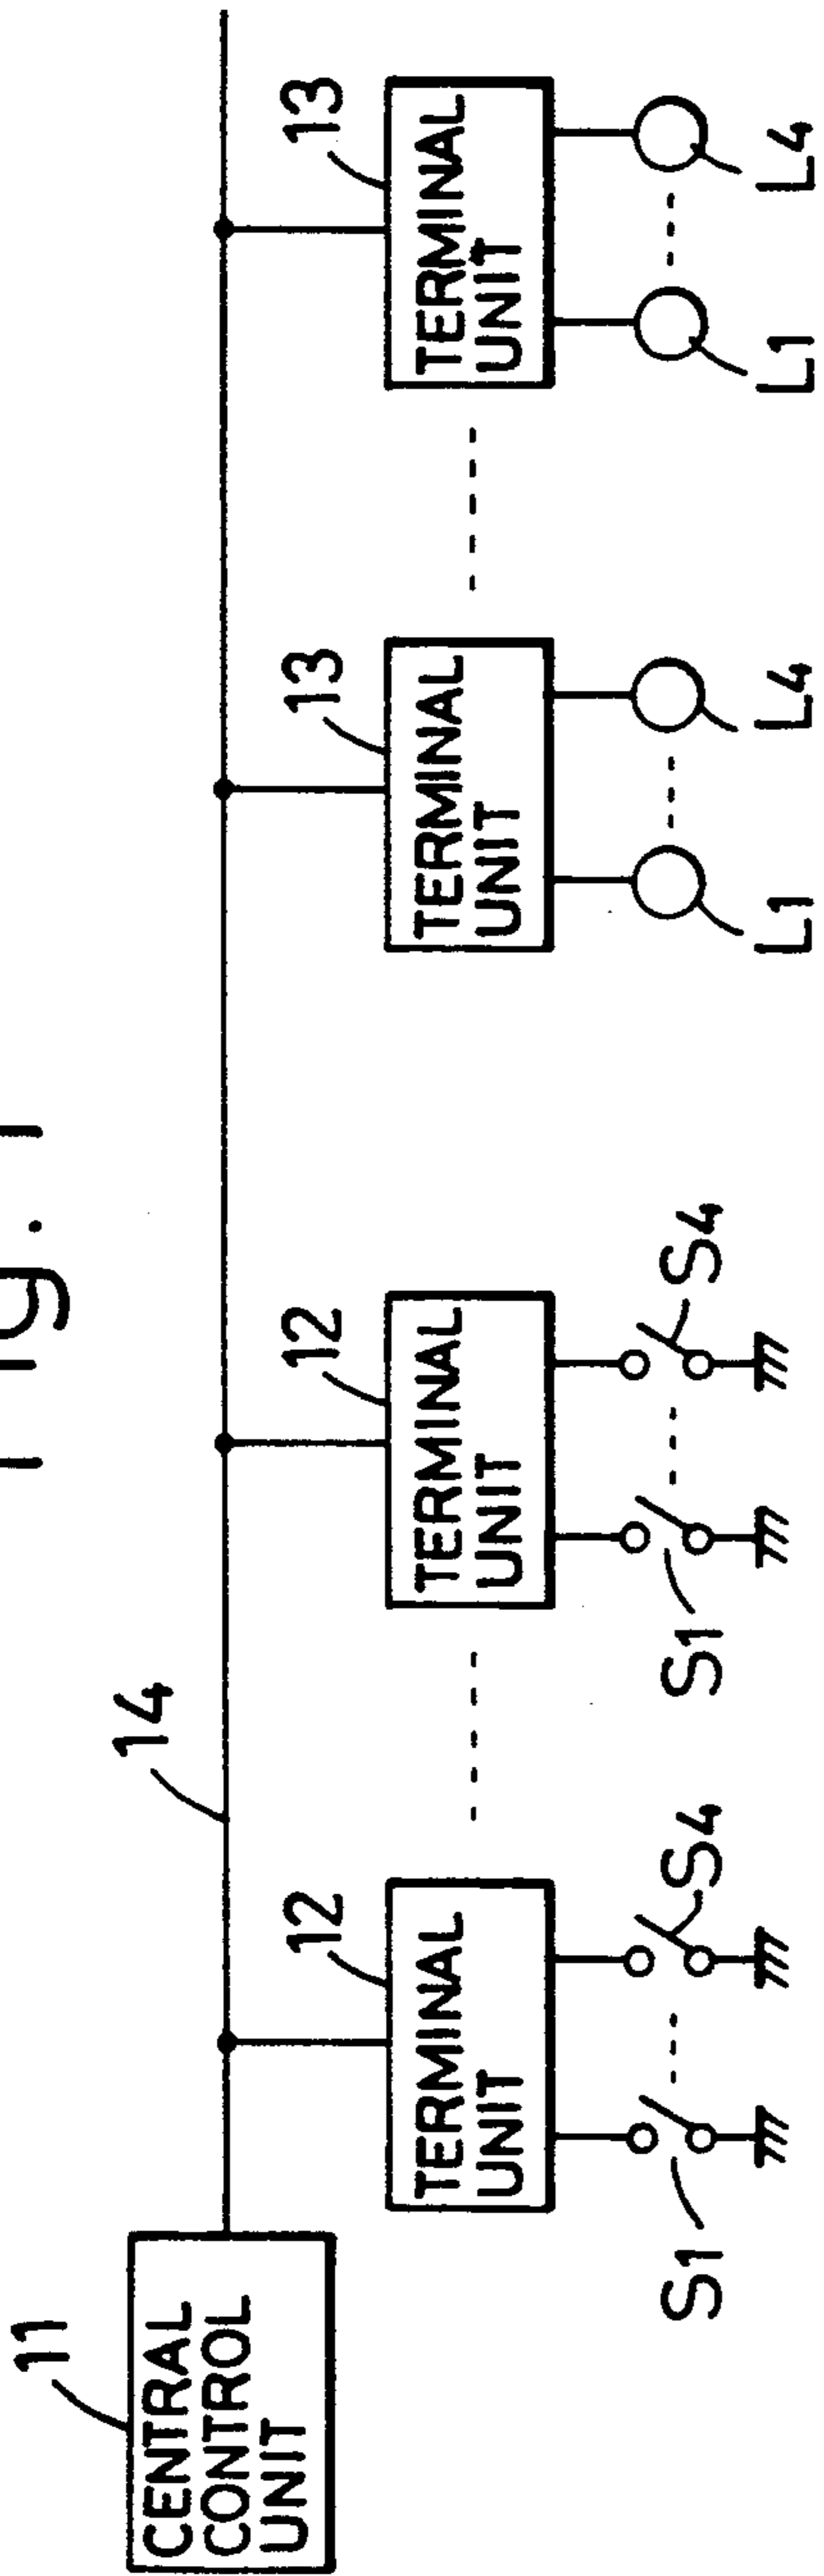 Fig. 1
11
CENTRAL
CONTROL
UNIT
14
12
TERMINAL
UNIT
S1
S4
12
TERMINAL
UNIT
S1
S4
13
TERMINAL
UNIT
L1
L4
13
TERMINAL
UNIT
L1
L4